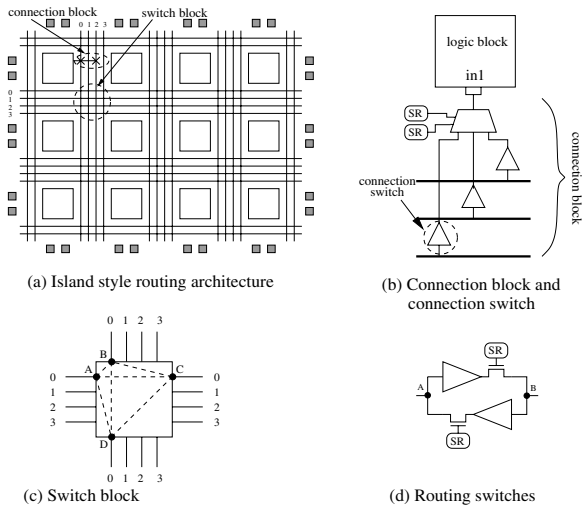 connection block
switch block
0 1 2 3
0
1
2
3
(a) Island style routing architecture
logic block
in1
SR
SR
connection switch
connection block
(b) Connection block and
connection switch
0 1 2 3
B
A
C
D
0
1
2
3
0
1
2
3
0 1 2 3
(c) Switch block
SR
A
B
SR
(d) Routing switches